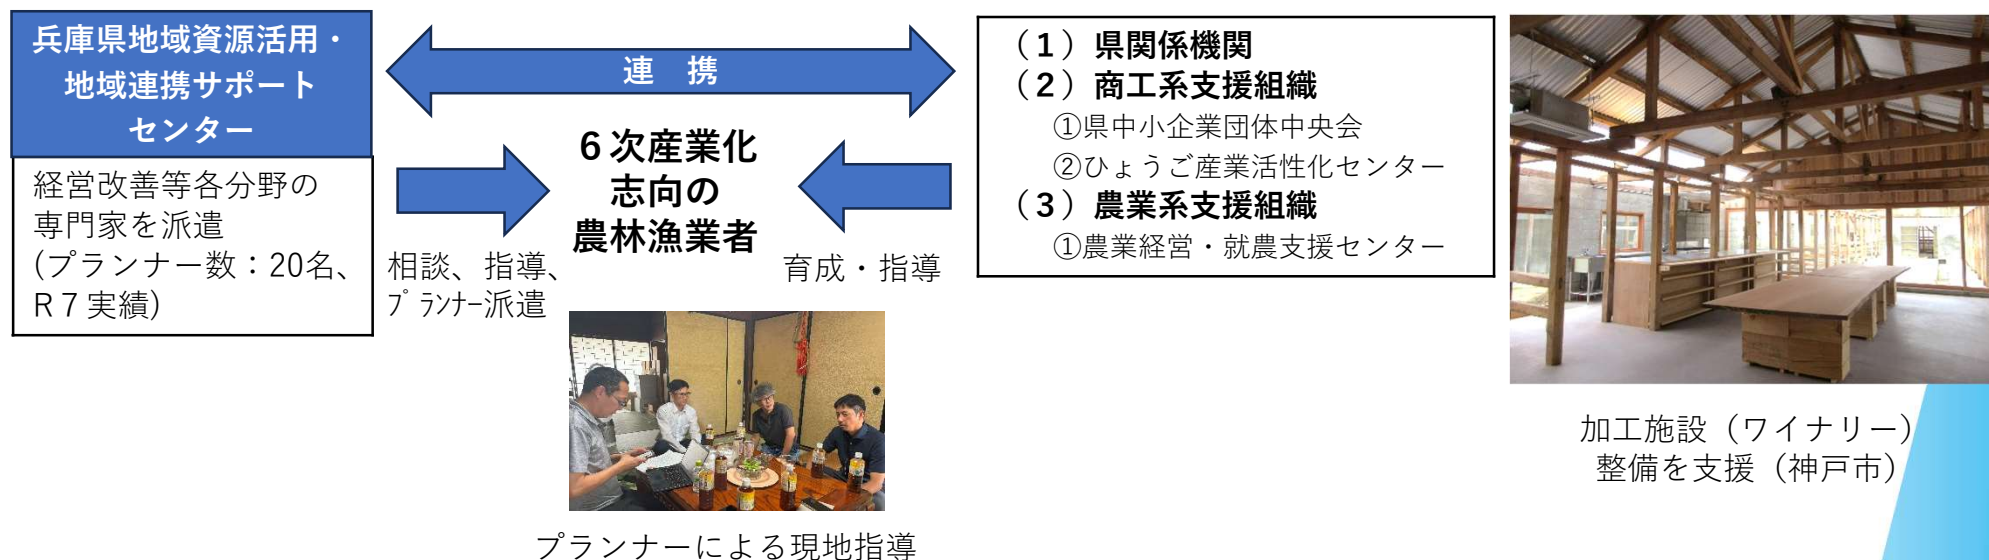 兵庫県地域資源活用・
地域連携サポート
センター
経営改善等各分野の
専門家を派遣
(プランナー数：20名、
R７実績)
連　携
相談、指導、
ﾌﾟﾗﾝﾅｰ派遣
６次産業化
志向の
農林漁業者
育成・指導
（１）県関係機関
（２）商工系支援組織
①県中小企業団体中央会
②ひょうご産業活性化センター
（３）農業系支援組織
①農業経営・就農支援センター
プランナーによる現地指導
加工施設（ワイナリー）
整備を支援（神戸市）